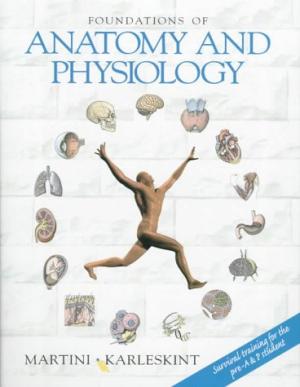 FOUNDATIONS OF
ANATOMY AND
PHYSIOLOGY
Survival training for the
pre-A & P student
MARTINI • KARLESKINT